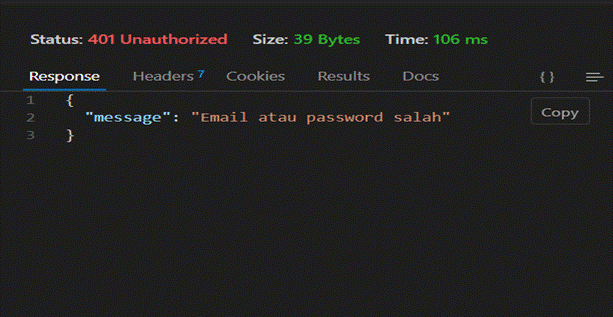 Status: 401 Unauthorized Size: 39 Bytes Time: 106 ms
Response Headers 7 Cookies Results Docs { }
1 {
Copy
2 "message": "Email atau password salah"
3 }